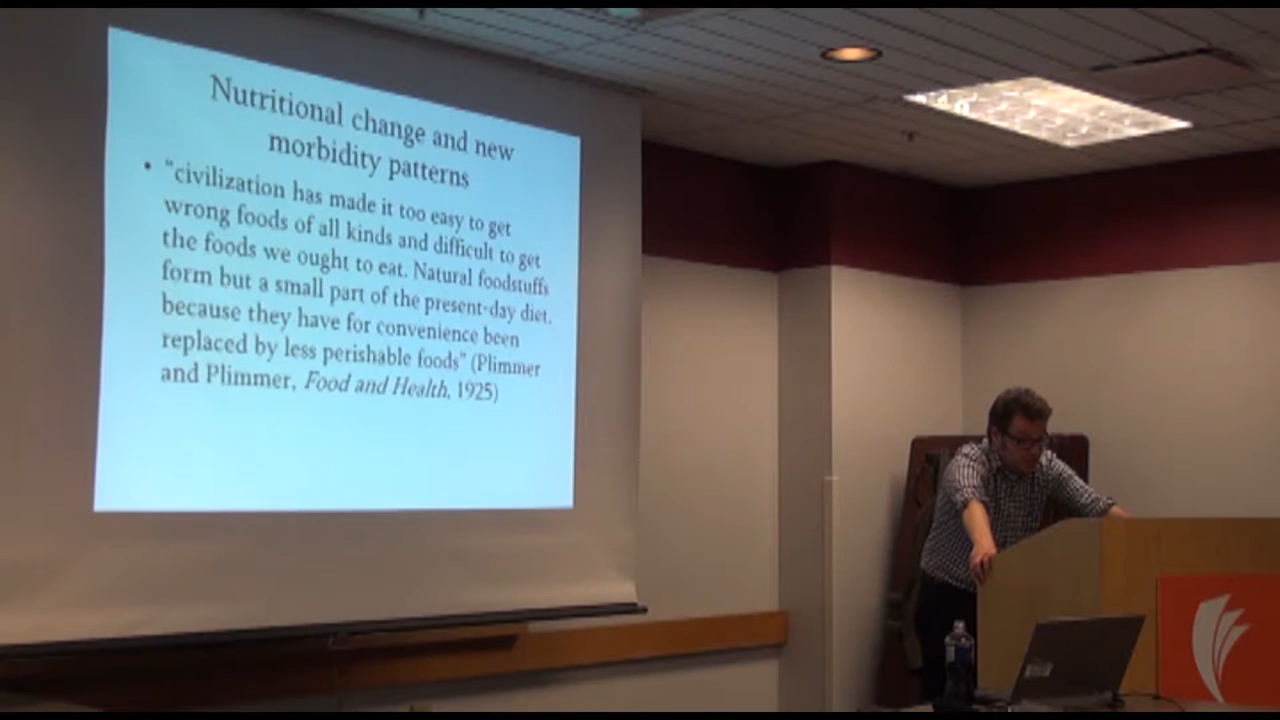 Nutritional change and new
morbidity patterns
• "civilization has made it too easy to get
wrong foods of all kinds and difficult to get
the foods we ought to eat. Natural foodstuffs
form but a small part of the present-day diet,
because they have for convenience been
replaced by less perishable foods" (Plimmer
and Plimmer, Food and Health, 1925)